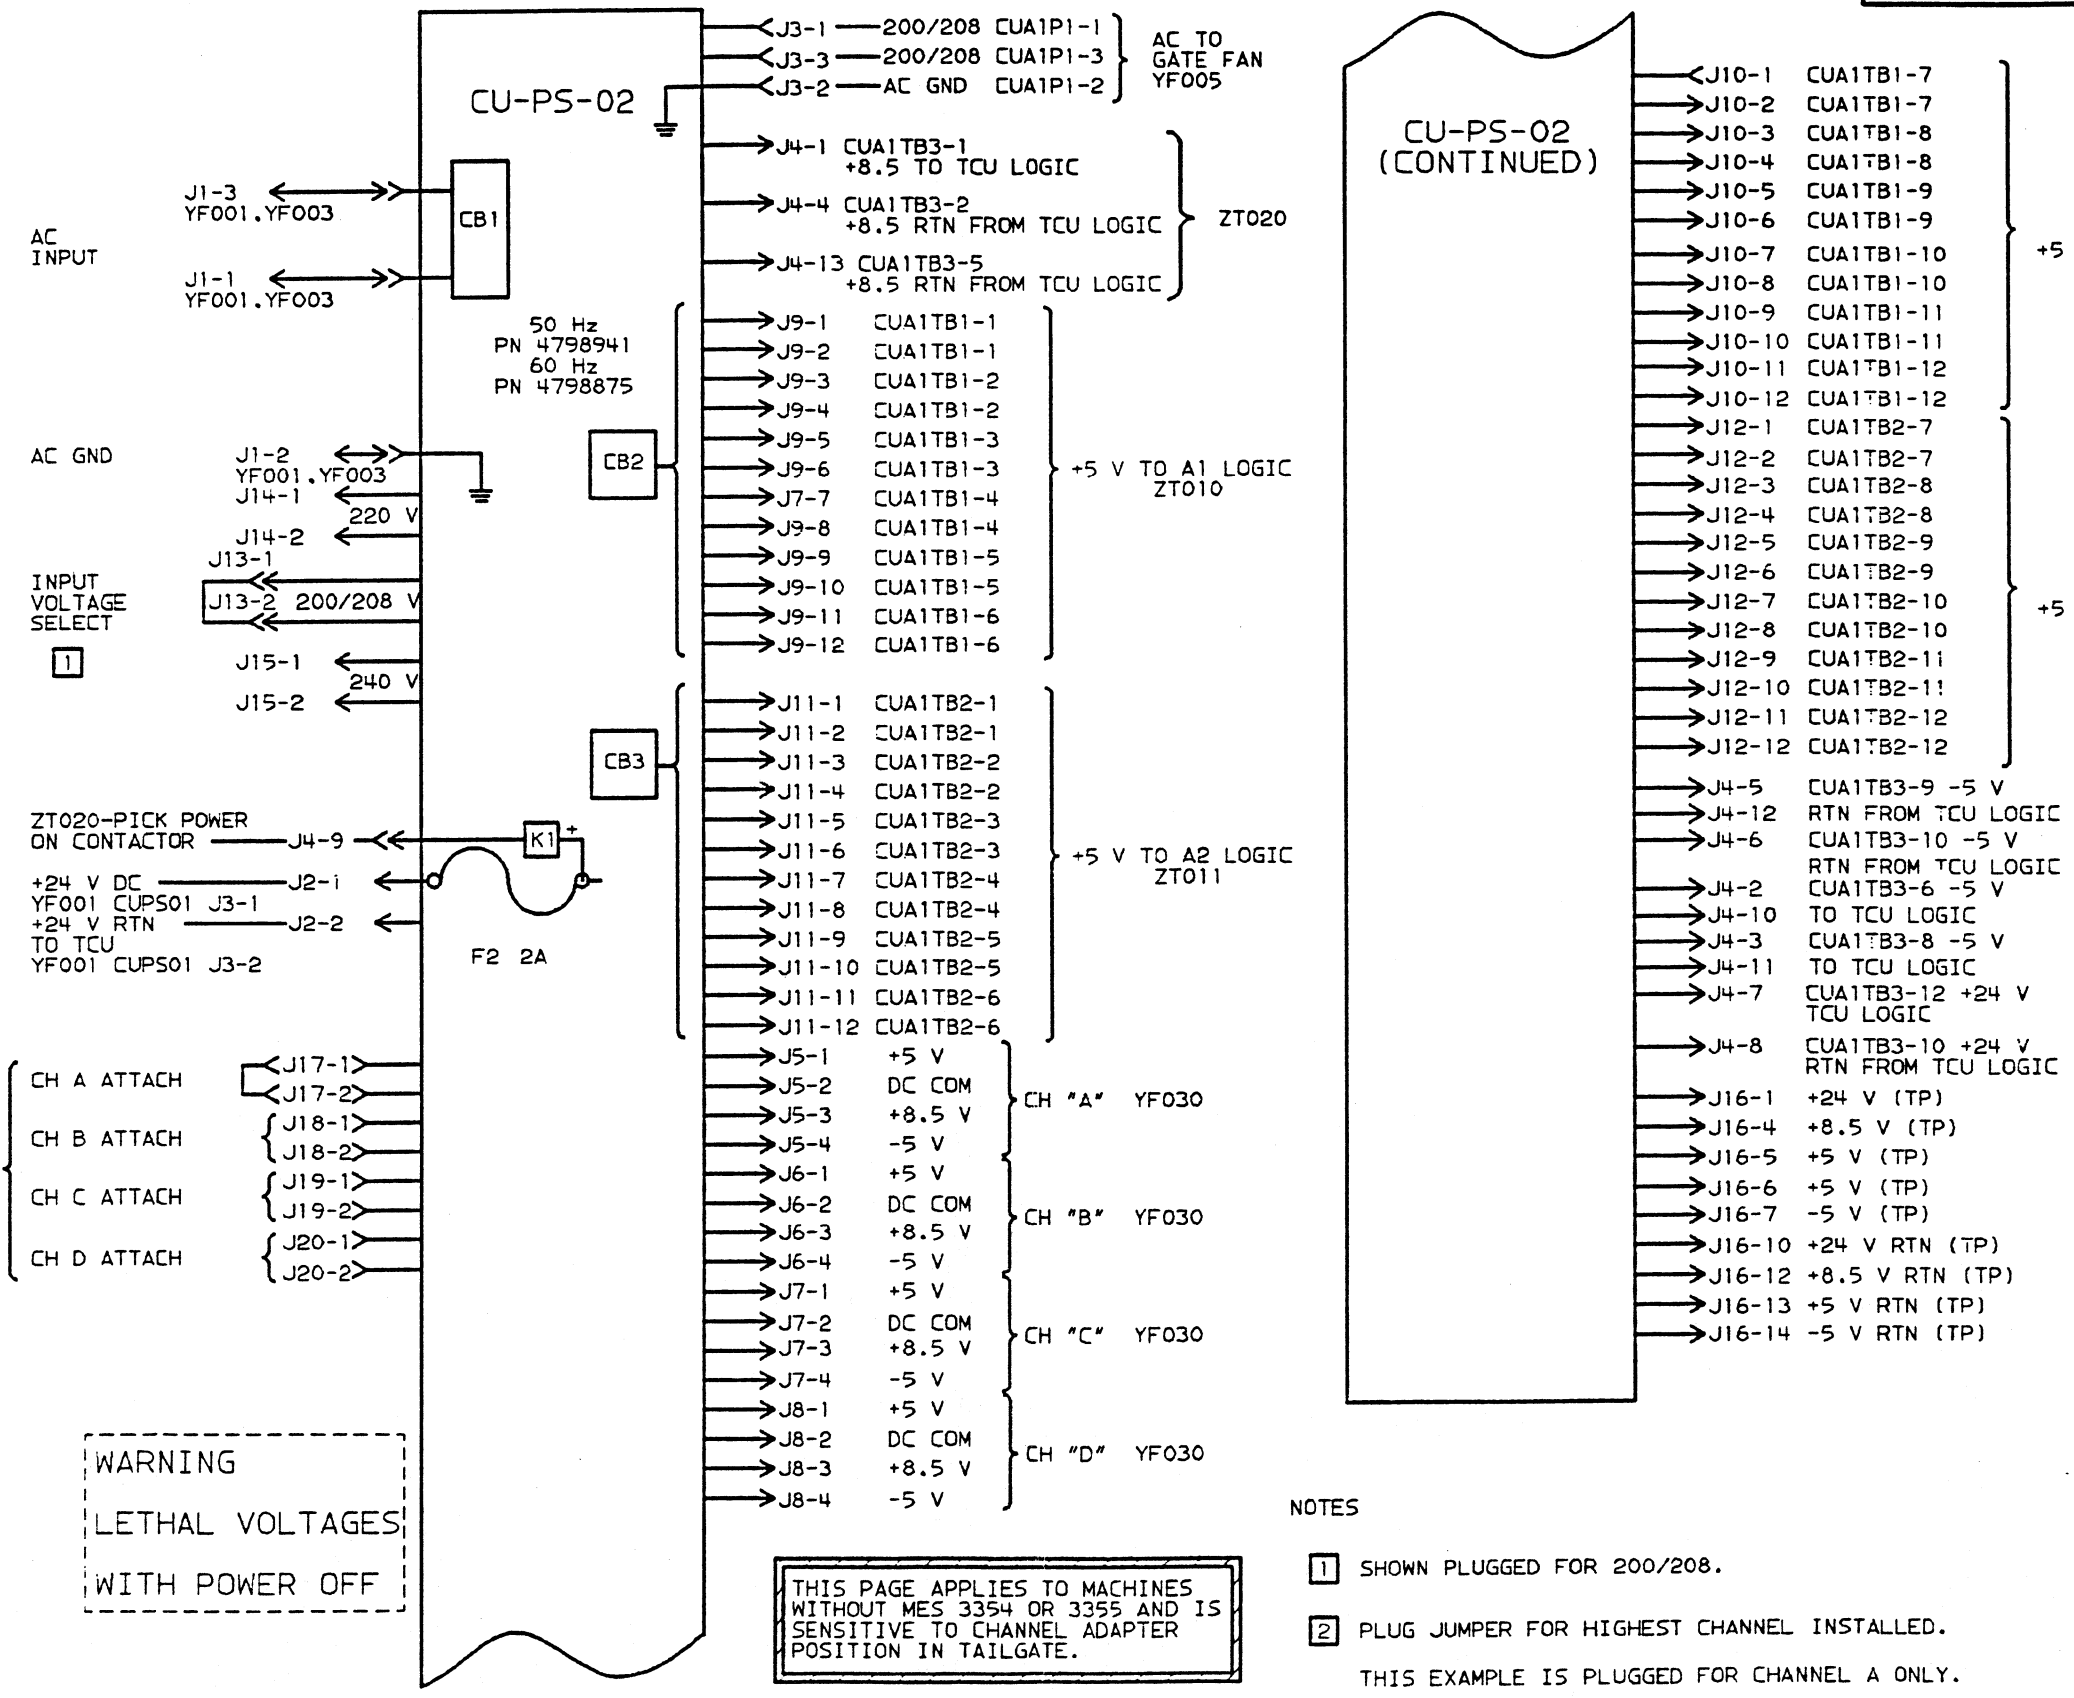 CU-PS-02
J3-1 200/208 CUA1P1-1
J3-3 200/208 CUA1P1-3
J3-2 AC GND CUA1P1-2
AC TO
GATE FAN
YF005
J4-1 CUA1TB3-1
+8.5 TO TCU LOGIC
J4-4 CUA1TB3-2
+8.5 RTN FROM TCU LOGIC
J4-13 CUA1TB3-5
+8.5 RTN FROM TCU LOGIC
ZT020
AC
INPUT
J1-3
YF001.YF003
J1-1
YF001.YF003
CB1
50 Hz
PN 4798941
60 Hz
PN 4798875
AC GND
J1-2
YF001.YF003
J14-1
220 V
J14-2
INPUT
VOLTAGE
SELECT
1
J13-1
J13-2 200/208 V
J15-1
240 V
J15-2
CB2
J9-1 CUA1TB1-1
J9-2 CUA1TB1-1
J9-3 CUA1TB1-2
J9-4 CUA1TB1-2
J9-5 CUA1TB1-3
J9-6 CUA1TB1-3
J7-7 CUA1TB1-4
J9-8 CUA1TB1-4
J9-9 CUA1TB1-5
J9-10 CUA1TB1-5
J9-11 CUA1TB1-6
J9-12 CUA1TB1-6
+5 V TO A1 LOGIC
ZT010
CB3
J11-1 CUA1TB2-1
J11-2 CUA1TB2-1
J11-3 CUA1TB2-2
J11-4 CUA1TB2-2
J11-5 CUA1TB2-3
J11-6 CUA1TB2-3
J11-7 CUA1TB2-4
J11-8 CUA1TB2-4
J11-9 CUA1TB2-5
J11-10 CUA1TB2-5
J11-11 CUA1TB2-6
J11-12 CUA1TB2-6
+5 V TO A2 LOGIC
ZT011
ZT020-PICK POWER
ON CONTACTOR J4-9
K1 +
+24 V DC J2-1
YF001 CUPS01 J3-1
+24 V RTN J2-2
TO TCU
YF001 CUPS01 J3-2
F2 2A
CH A ATTACH
J17-1
J17-2
CH B ATTACH
J18-1
J18-2
CH C ATTACH
J19-1
J19-2
CH D ATTACH
J20-1
J20-2
J5-1 +5 V
J5-2 DC COM
J5-3 +8.5 V
J5-4 -5 V
CH "A" YF030
J6-1 +5 V
J6-2 DC COM
J6-3 +8.5 V
J6-4 -5 V
CH "B" YF030
J7-1 +5 V
J7-2 DC COM
J7-3 +8.5 V
J7-4 -5 V
CH "C" YF030
J8-1 +5 V
J8-2 DC COM
J8-3 +8.5 V
J8-4 -5 V
CH "D" YF030
WARNING
LETHAL VOLTAGES
WITH POWER OFF
THIS PAGE APPLIES TO MACHINES
WITHOUT MES 3354 OR 3355 AND IS
SENSITIVE TO CHANNEL ADAPTER
POSITION IN TAILGATE.
CU-PS-02
(CONTINUED)
J10-1 CUA1TB1-7
J10-2 CUA1TB1-7
J10-3 CUA1TB1-8
J10-4 CUA1TB1-8
J10-5 CUA1TB1-9
J10-6 CUA1TB1-9
J10-7 CUA1TB1-10
J10-8 CUA1TB1-10
J10-9 CUA1TB1-11
J10-10 CUA1TB1-11
J10-11 CUA1TB1-12
J10-12 CUA1TB1-12
+5
J12-1 CUA1TB2-7
J12-2 CUA1TB2-7
J12-3 CUA1TB2-8
J12-4 CUA1TB2-8
J12-5 CUA1TB2-9
J12-6 CUA1TB2-9
J12-7 CUA1TB2-10
J12-8 CUA1TB2-10
J12-9 CUA1TB2-11
J12-10 CUA1TB2-11
J12-11 CUA1TB2-12
J12-12 CUA1TB2-12
+5
J4-5 CUA1TB3-9 -5 V
J4-12 RTN FROM TCU LOGIC
J4-6 CUA1TB3-10 -5 V
RTN FROM TCU LOGIC
J4-2 CUA1TB3-6 -5 V
J4-10 TO TCU LOGIC
J4-3 CUA1TB3-8 -5 V
J4-11 TO TCU LOGIC
J4-7 CUA1TB3-12 +24 V
TCU LOGIC
J4-8 CUA1TB3-10 +24 V
RTN FROM TCU LOGIC
J16-1 +24 V (TP)
J16-4 +8.5 V (TP)
J16-5 +5 V (TP)
J16-6 +5 V (TP)
J16-7 -5 V (TP)
J16-10 +24 V RTN (TP)
J16-12 +8.5 V RTN (TP)
J16-13 +5 V RTN (TP)
J16-14 -5 V RTN (TP)
NOTES
1 SHOWN PLUGGED FOR 200/208.
2 PLUG JUMPER FOR HIGHEST CHANNEL INSTALLED.
THIS EXAMPLE IS PLUGGED FOR CHANNEL A ONLY.